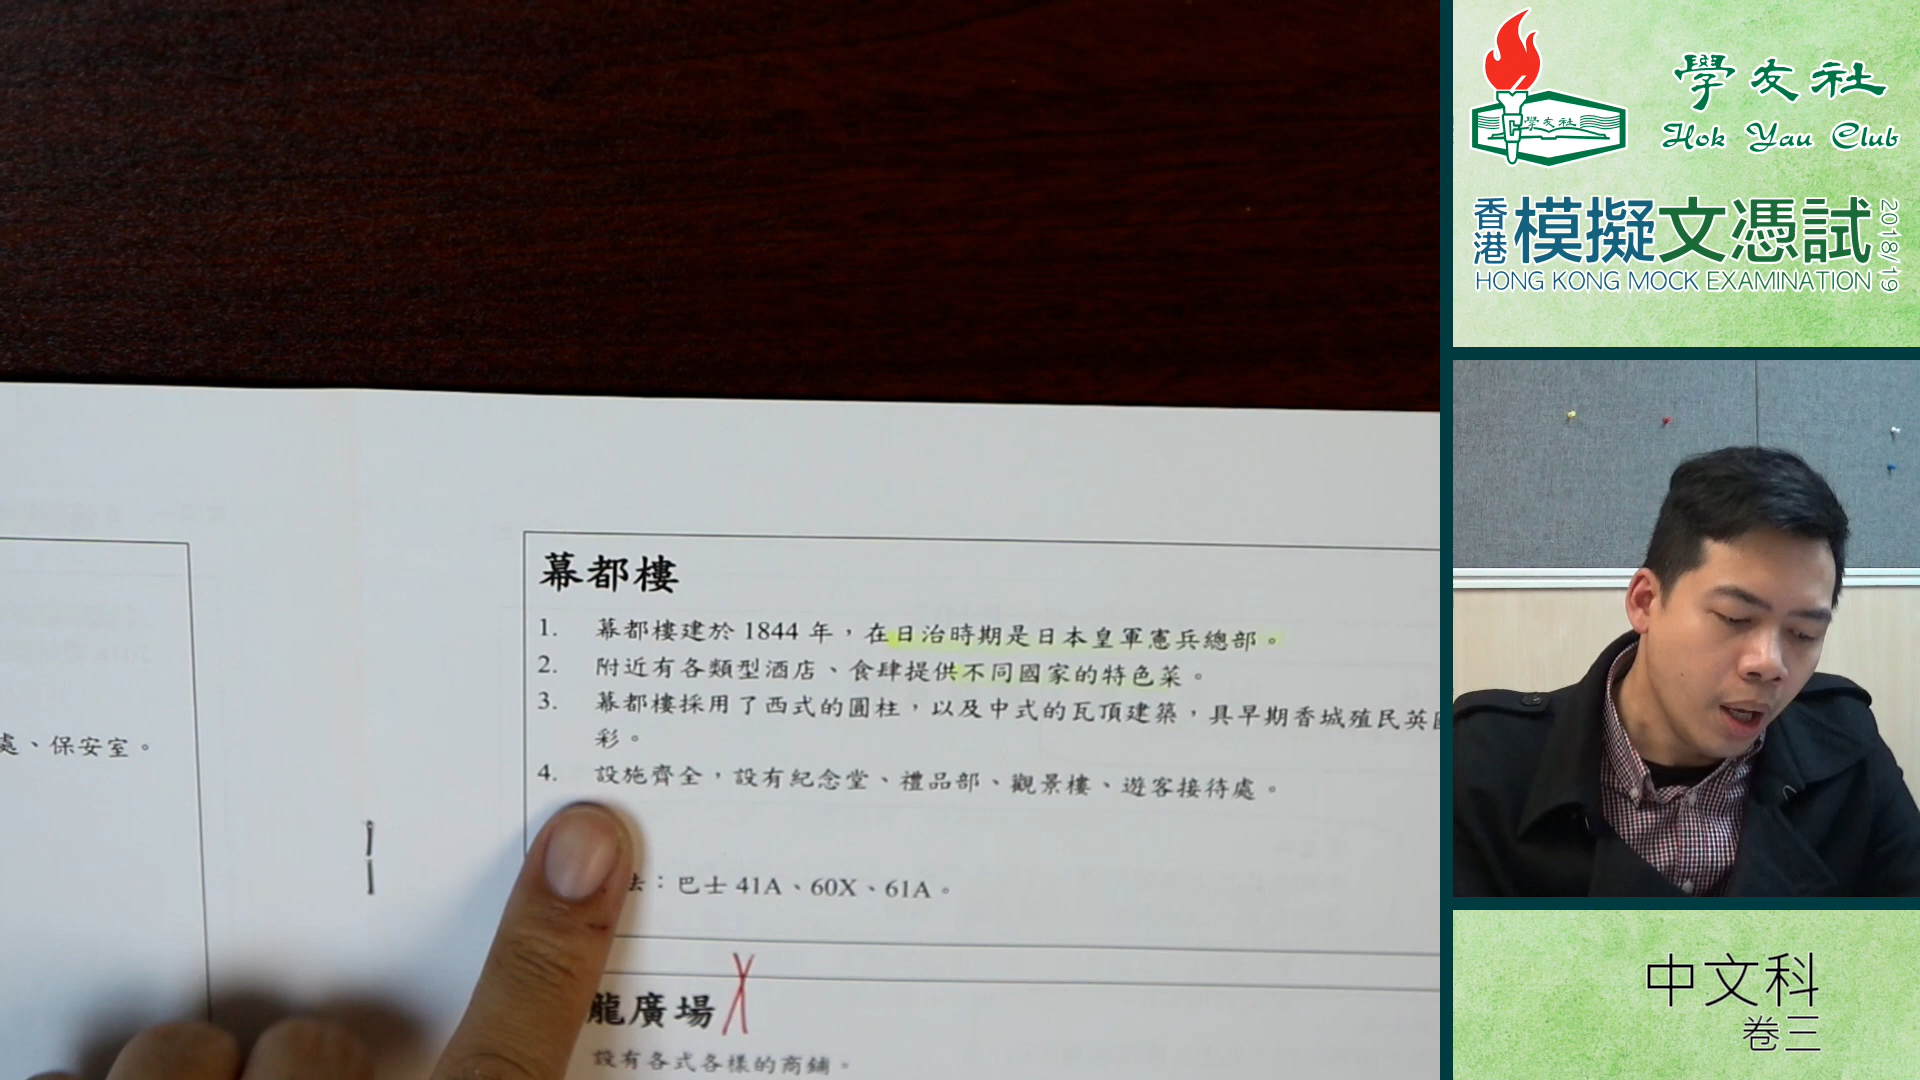 處、保安室。
幕都樓
1. 幕都樓建於 1844 年，在日治時期是日本皇軍憲兵總部。
2. 附近有各類型酒店、食肆提供不同國家的特色菜。
3. 幕都樓採用了西式的圓柱，以及中式的瓦頂建築，具早期香城殖民英
彩。
4. 設施齊全，設有紀念堂、禮品部、觀景樓、遊客接待處。
法：巴士 41A、60X、61A。
龍廣場
設有各式各樣的商鋪。
學友社
學友社
Hok Yau Club
香港模擬文憑試 2018/19
HONG KONG MOCK EXAMINATION
中文科
卷三